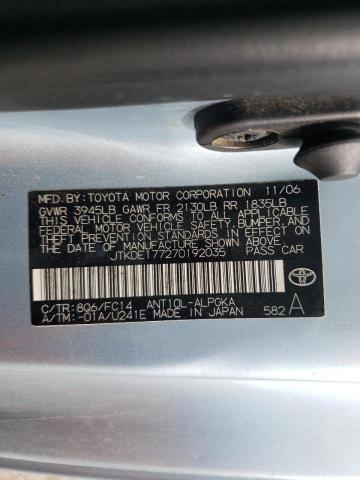 MFD. BY: TOYOTA MOTOR CORPORATION 11/06
GVWR 3945LB GAWR FR 2130LB RR 1835LB
THIS VEHICLE CONFORMS TO ALL APPLICABLE
FEDERAL MOTOR VEHICLE SAFETY, BUMPER, AND
THEFT PREVENTION STANDARDS IN EFFECT ON
THE DATE OF MANUFACTURE SHOWN ABOVE.
JTKDE177270192035 PASS CAR
C/TR: 8Q6/FC14 ANT10L-ALPGKA
A/TM: -01A/U241E MADE IN JAPAN 582 A
TOYOTA